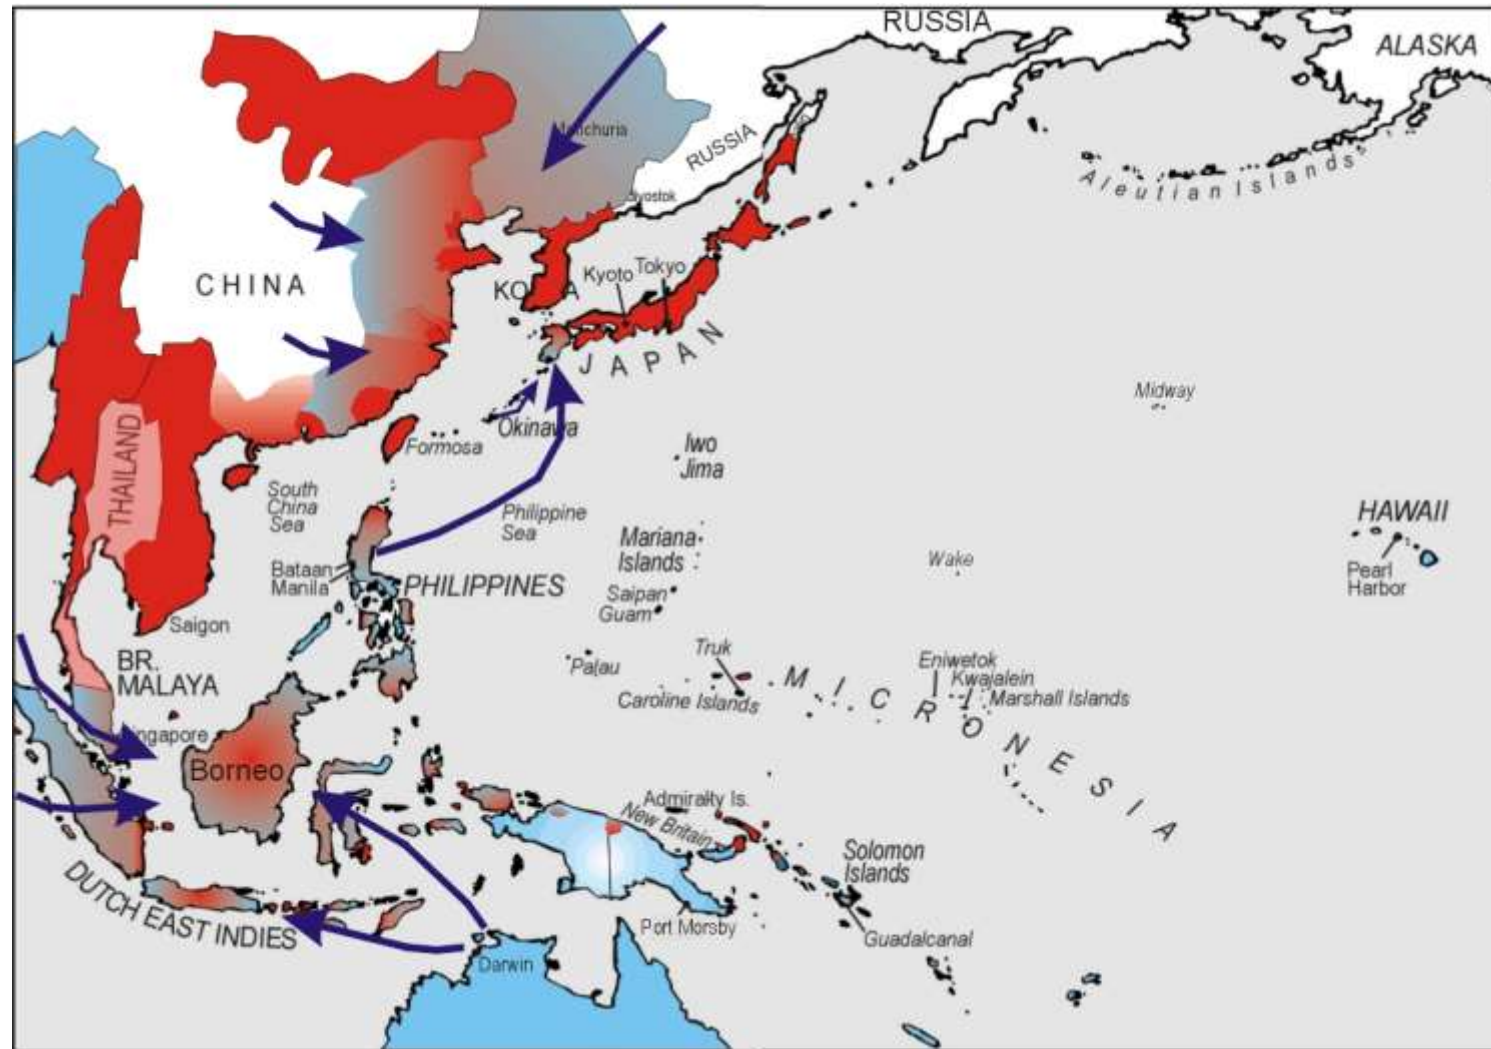 RUSSIA
ALASKA
RUSSIA
Aleutian Islands
CHINA
Kyoto
Tokyo
JAPAN
Midway
THAILAND
Formosa
Okinawa
Iwo
Jima
South
China
Sea
Philippine
Sea
HAWAII
Mariana
Islands
Wake
Pearl
Harbor
Bataan
Manila
PHILIPPINES
Saipan
Guam
Saigon
BR.
MALAYA
Palau
Truk
Caroline Islands
MICRONESIA
Eniwetok
Kwajalein
Marshall Islands
ingapore
Borneo
Admiralty Is.
New Britain
Solomon
Islands
DUTCH EAST INDIES
Port Morsby
Guadalcanal
Darwin